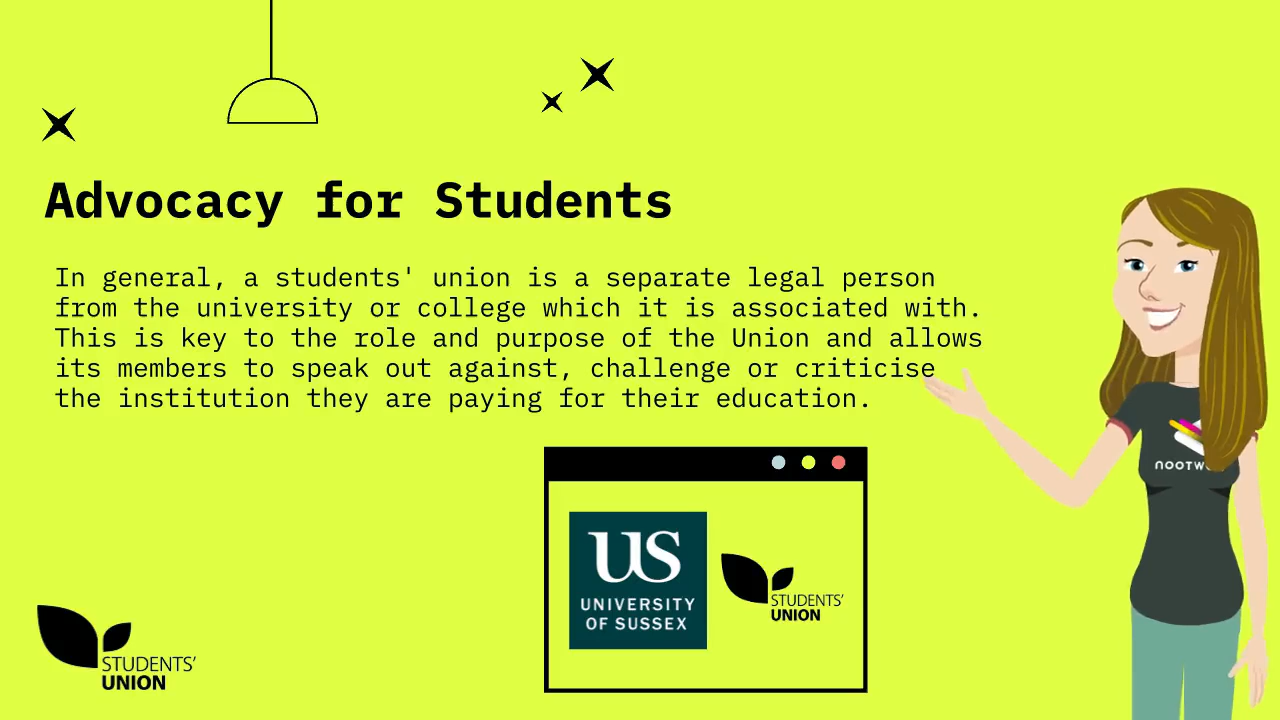 Advocacy for Students
In general, a students' union is a separate legal person
from the university or college which it is associated with.
This is key to the role and purpose of the Union and allows
its members to speak out against, challenge or criticise
the institution they are paying for their education.
US
UNIVERSITY
OF SUSSEX
STUDENTS'
UNION
STUDENTS'
UNION